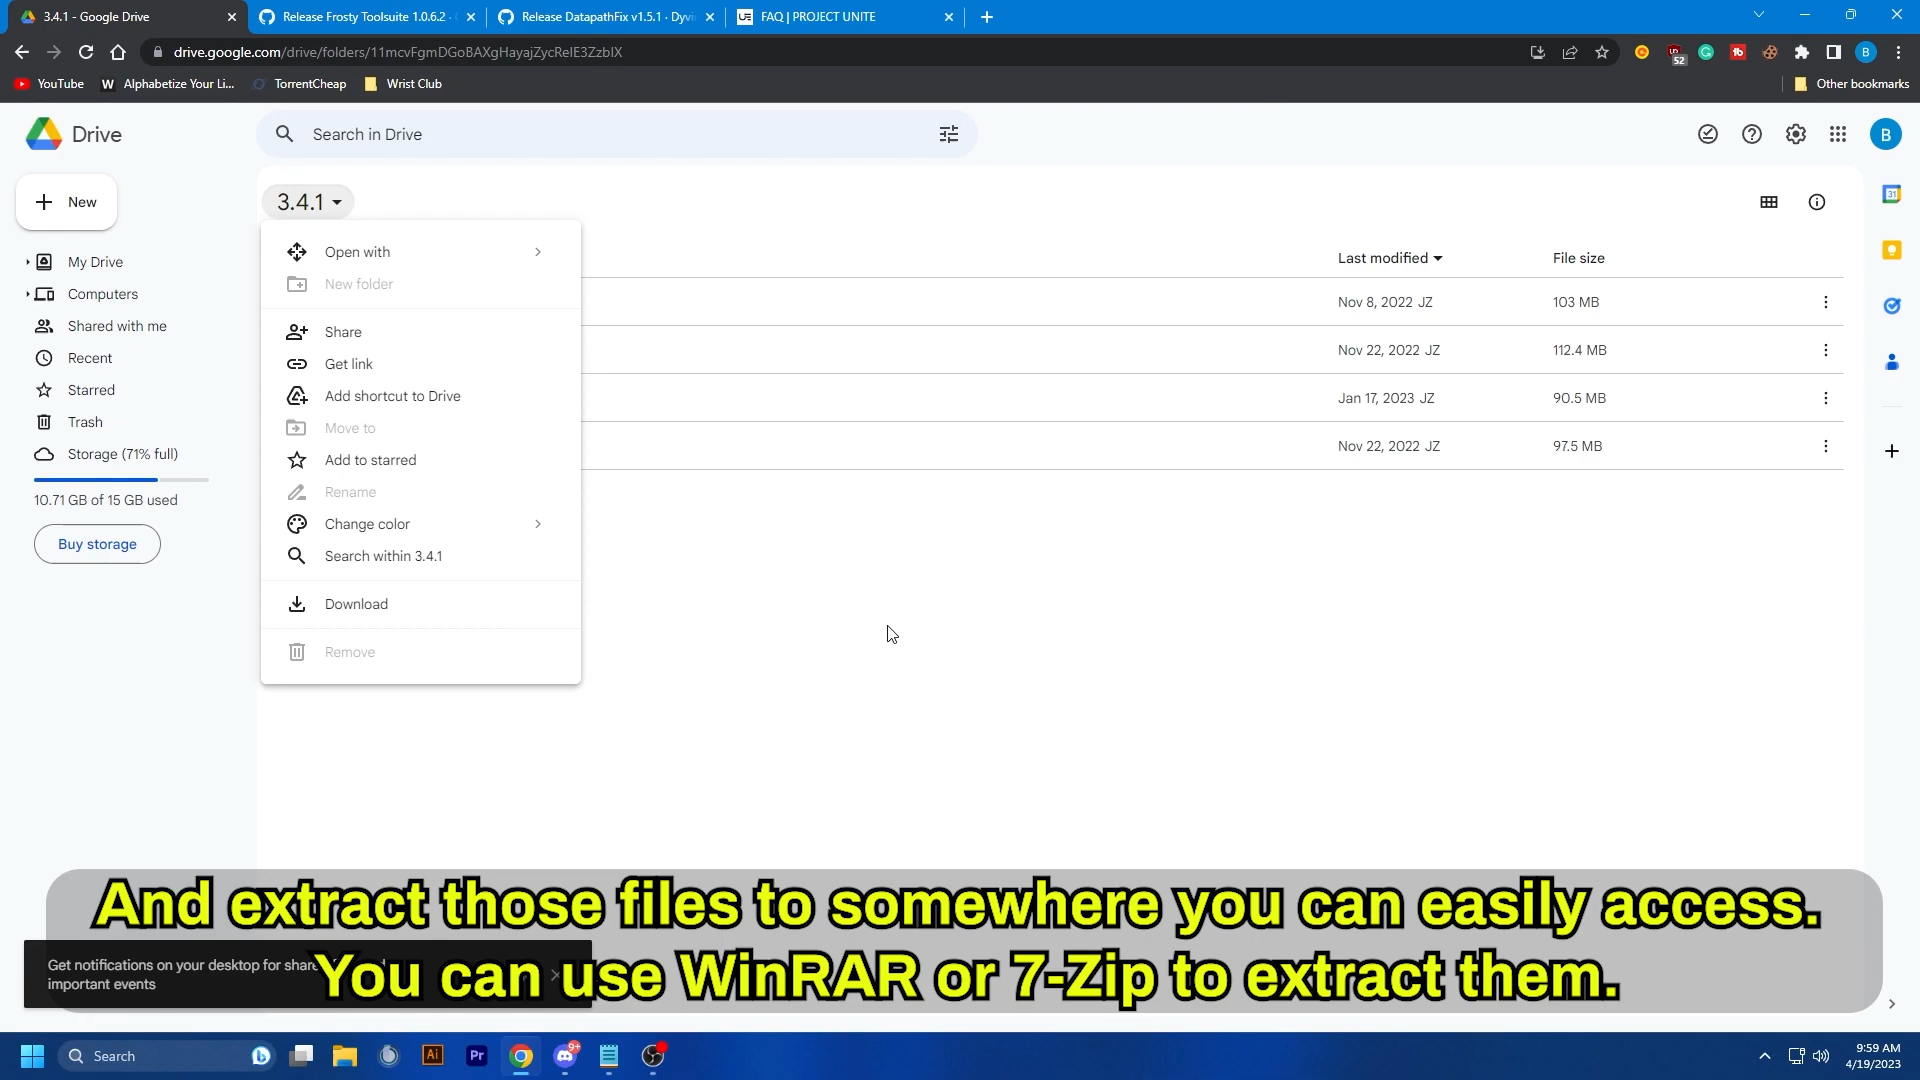 3.4.1 - Google Drive
Release Frosty Toolsuite 1.0.6.2 ·
Release DatapathFix v1.5.1 · Dyvi
FAQ | PROJECT UNITE
drive.google.com/drive/folders/11mcvFgmDGoBAXgHayajZycRelE3ZzbIX
52
B
YouTube
W Alphabetize Your Li...
TorrentCheap
Wrist Club
Other bookmarks
Drive
Search in Drive
B
New
3.4.1
31
My Drive
Computers
Shared with me
Recent
Starred
Trash
Storage (71% full)
10.71 GB of 15 GB used
Buy storage
Open with
New folder
Share
Get link
Add shortcut to Drive
Move to
Add to starred
Rename
Change color
Search within 3.4.1
Download
Remove
Last modified File size
Nov 8, 2022 JZ 103 MB
Nov 22, 2022 JZ 112.4 MB
Jan 17, 2023 JZ 90.5 MB
Nov 22, 2022 JZ 97.5 MB
And extract those files to somewhere you can easily access.
You can use WinRAR or 7-Zip to extract them.
Get notifications on your desktop for
important events
Search
Ai
Pr
9+
9:59 AM
4/19/2023